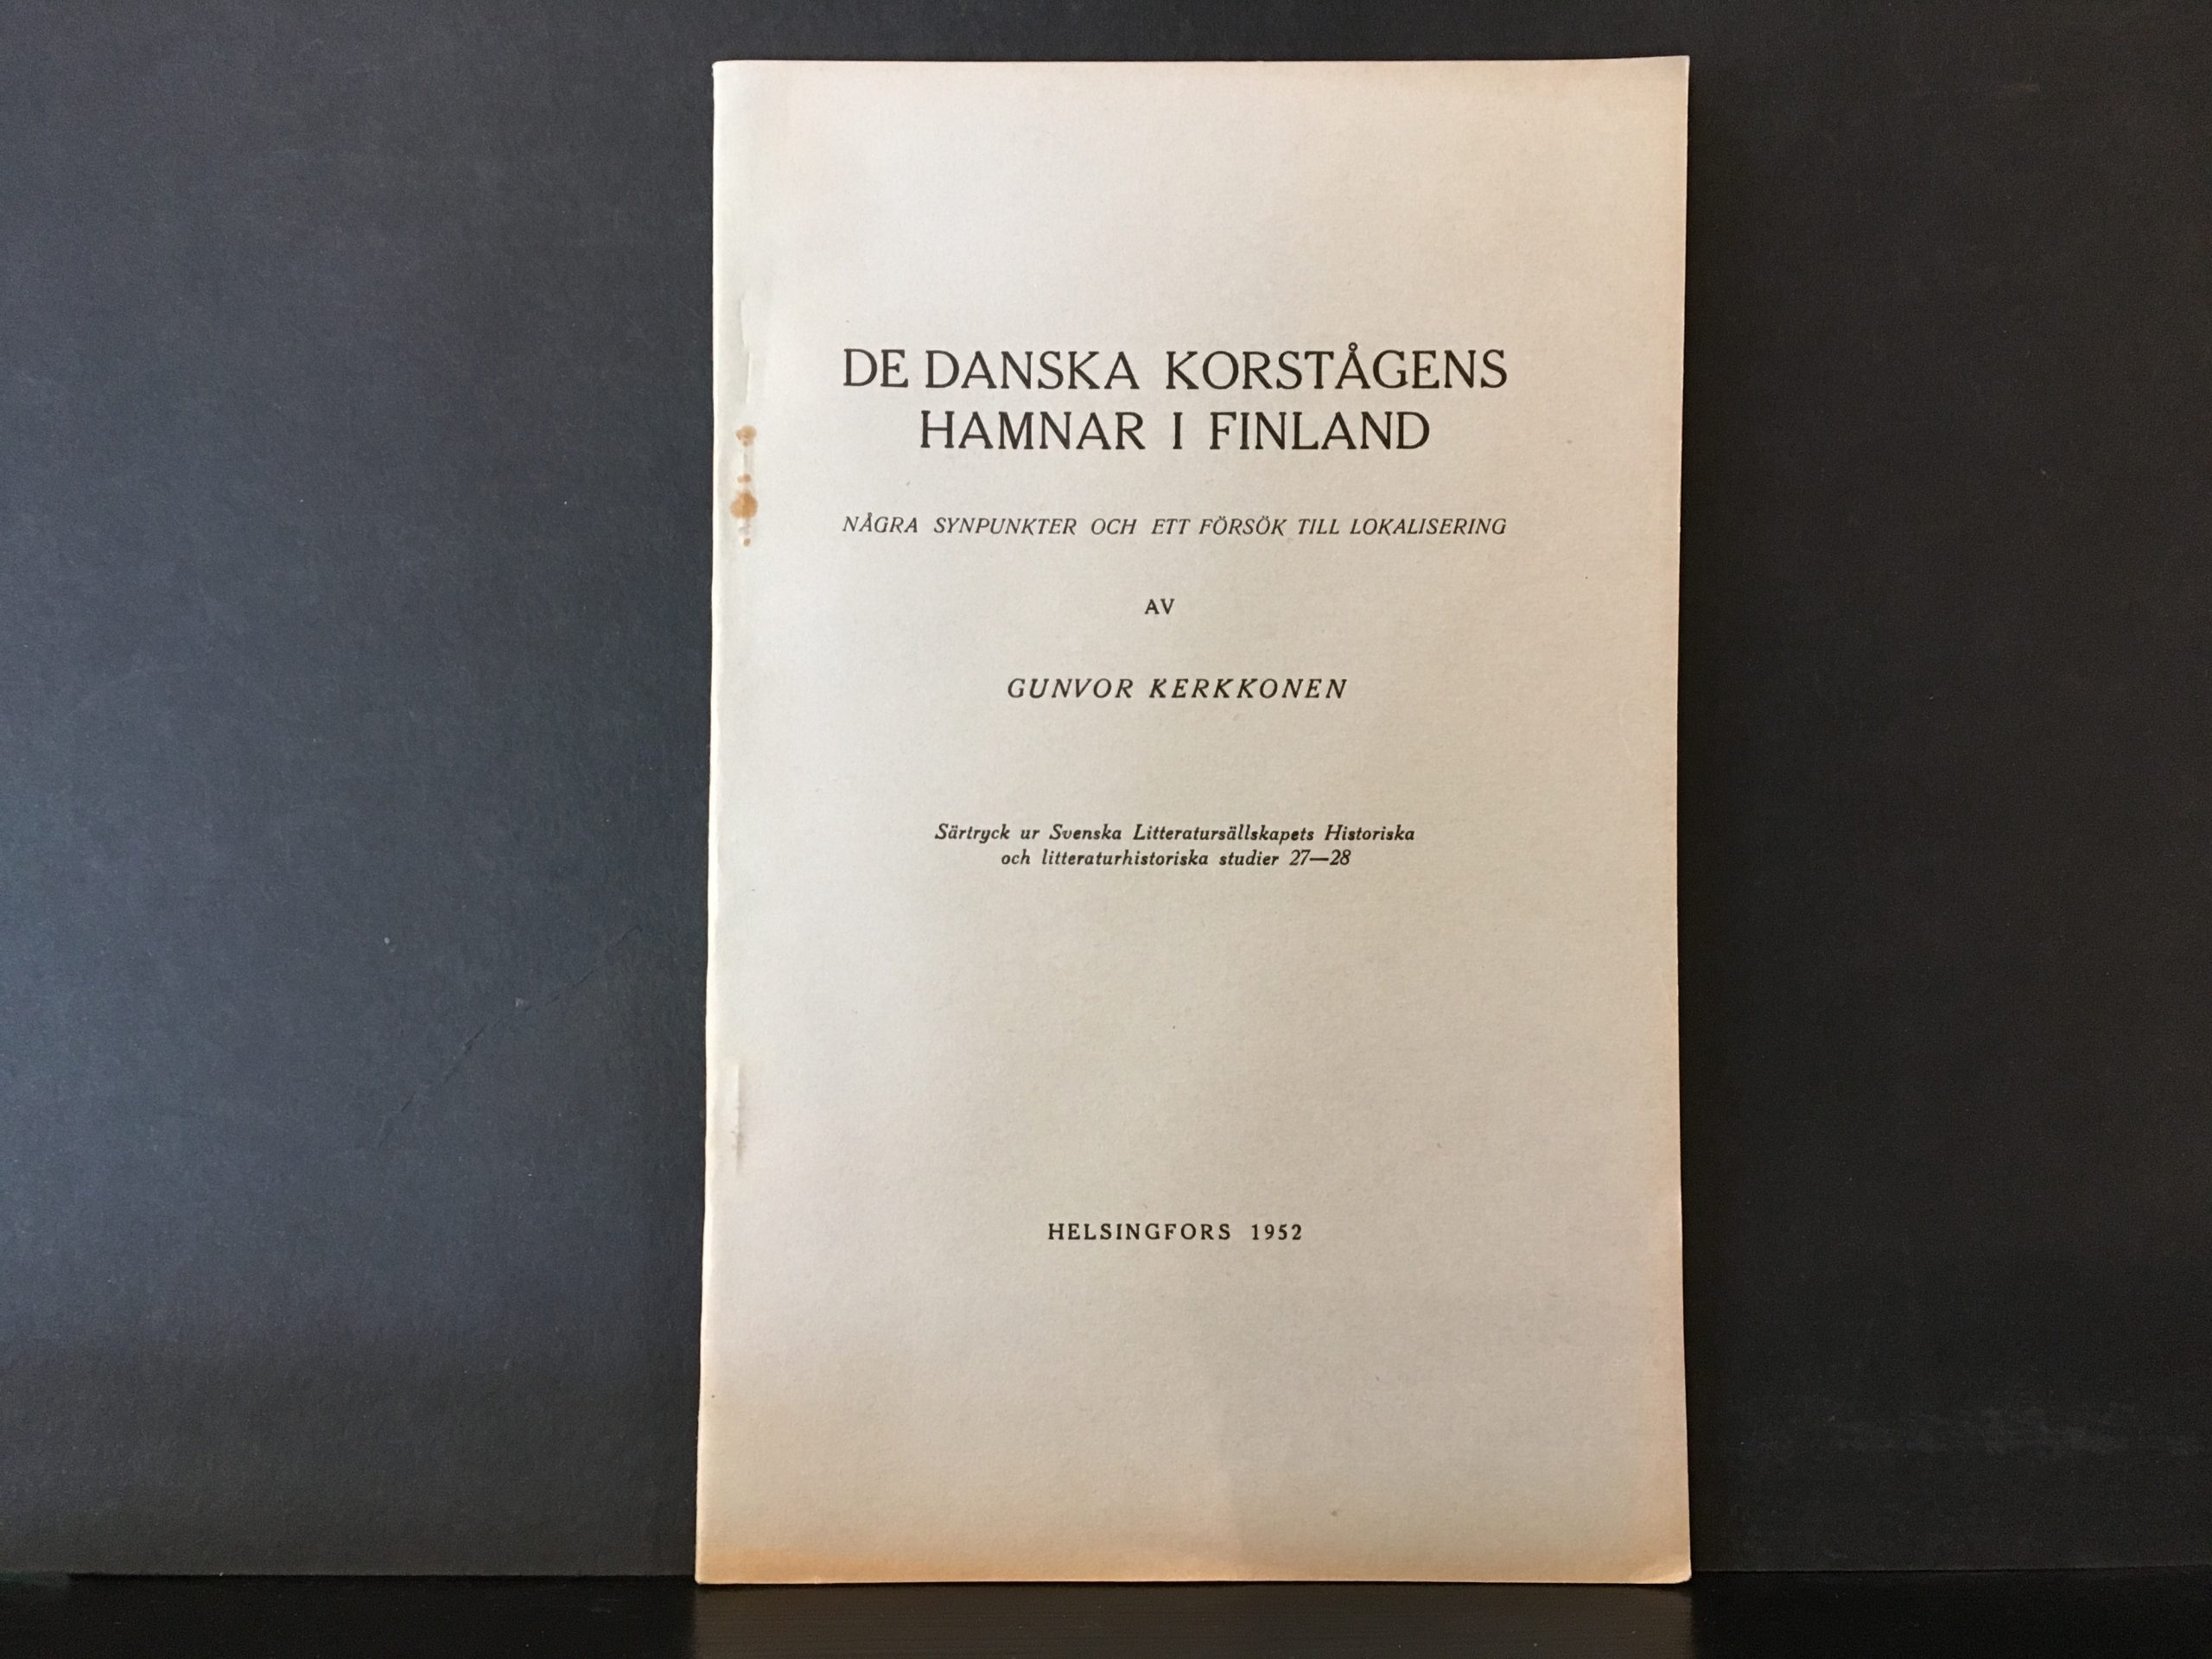 DE DANSKA KORSTÅGENS
HAMNAR I FINLAND
NÅGRA SYNPUNKTER OCH ETT FÖRSÖK TILL LOKALISERING
AV
GUNVOR KERKKONEN
Särtryck ur Svenska Litteratursällskapets Historiska
och litteraturhistoriska studier 27—28
HELSINGFORS 1952